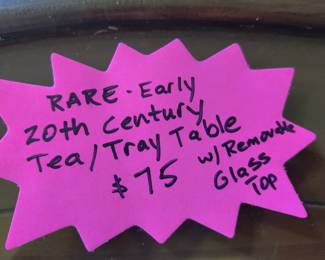 RARE - Early
20th Century
Tea/Tray Table
$75 w/Removable
Glass
Top